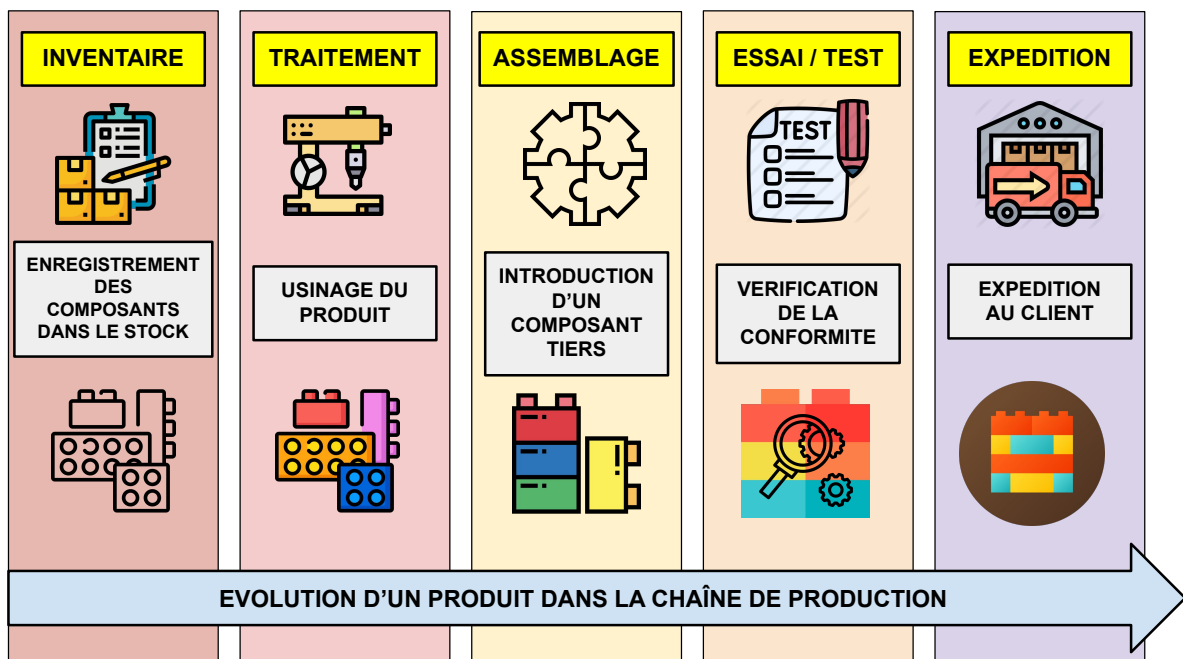 INVENTAIRE
ENREGISTREMENT
DES
COMPOSANTS
DANS LE STOCK
TRAITEMENT
USINAGE DU
PRODUIT
ASSEMBLAGE
INTRODUCTION
D'UN
COMPOSANT
TIERS
ESSAI / TEST
TEST
VERIFICATION
DE LA
CONFORMITE
EXPEDITION
EXPEDITION
AU CLIENT
EVOLUTION D'UN PRODUIT DANS LA CHAÎNE DE PRODUCTION